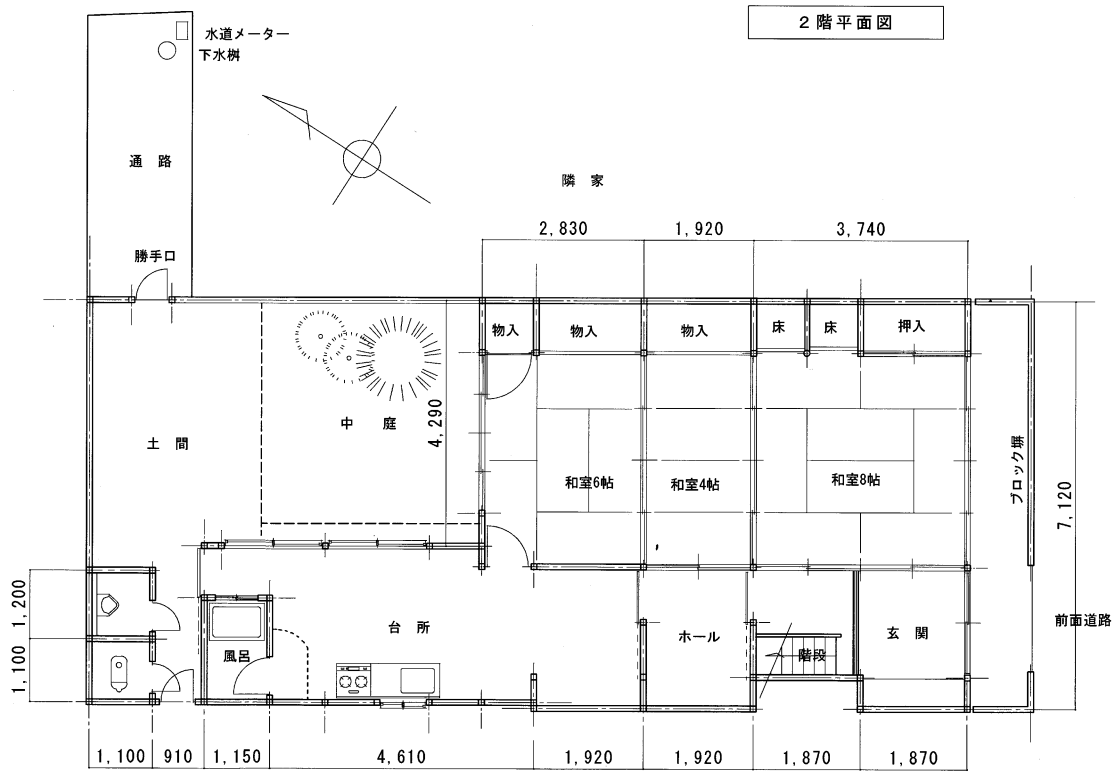 2階平面図
水道メーター
下水桝
通 路
隣 家
2,830
1,920
3,740
勝手口
物入
物入
物入
床
床
押入
中 庭
4,290
土 間
和室6帖
和室4帖
和室8帖
ブロック塀
7,120
1,200
1,100
台 所
風呂
ホール
階段
玄 関
前面道路
1,100
910
1,150
4,610
1,920
1,920
1,870
1,870